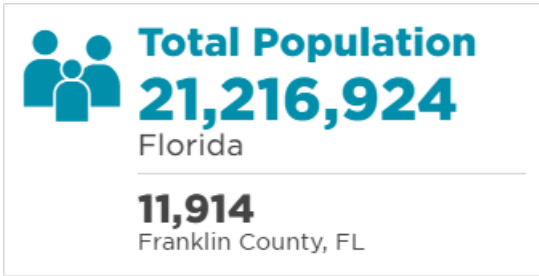 Total Population
21,216,924
Florida
11,914
Franklin County, FL